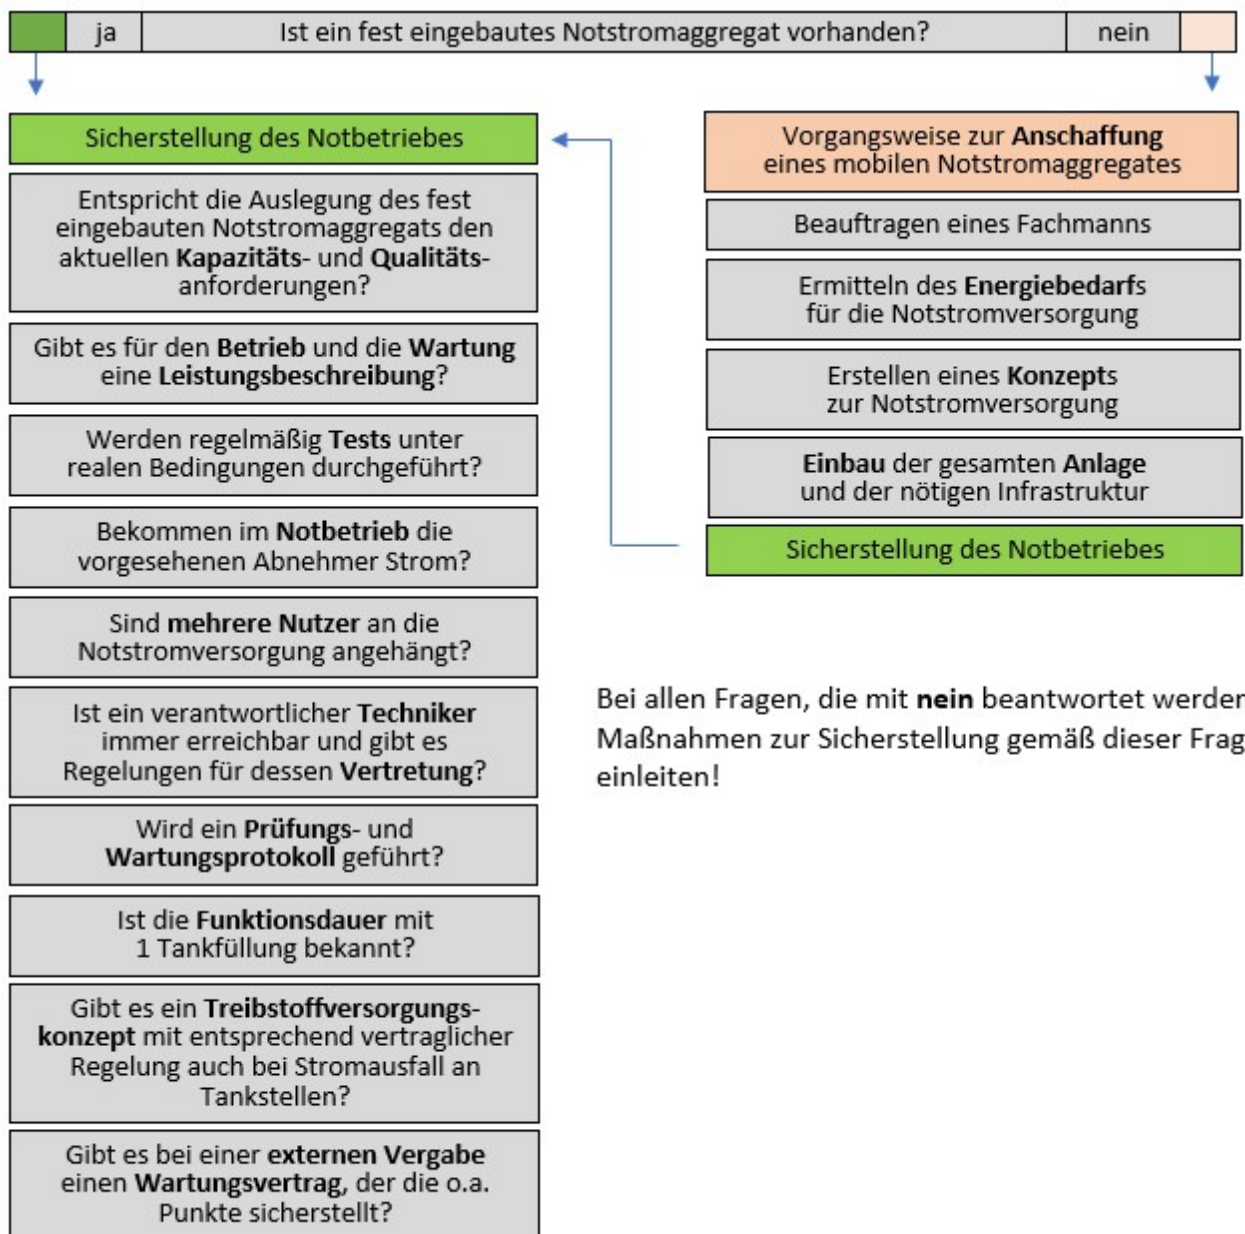 ja
Ist ein fest eingebautes Notstromaggregat vorhanden?
nein
Sicherstellung des Notbetriebes
Entspricht die Auslegung des fest
eingebauten Notstromaggregats den
aktuellen Kapazitäts- und Qualitäts-
anforderungen?
Gibt es für den Betrieb und die Wartung
eine Leistungsbeschreibung?
Werden regelmäßig Tests unter
realen Bedingungen durchgeführt?
Bekommen im Notbetrieb die
vorgesehenen Abnehmer Strom?
Sind mehrere Nutzer an die
Notstromversorgung angehängt?
Ist ein verantwortlicher Techniker
immer erreichbar und gibt es
Regelungen für dessen Vertretung?
Wird ein Prüfungs- und
Wartungsprotokoll geführt?
Ist die Funktionsdauer mit
1 Tankfüllung bekannt?
Gibt es ein Treibstoffversorgungs-
konzept mit entsprechend vertraglicher
Regelung auch bei Stromausfall an
Tankstellen?
Gibt es bei einer externen Vergabe
einen Wartungsvertrag, der die o.a.
Punkte sicherstellt?
Vorgangsweise zur Anschaffung
eines mobilen Notstromaggregates
Beauftragen eines Fachmanns
Ermitteln des Energiebedarfs
für die Notstromversorgung
Erstellen eines Konzepts
zur Notstromversorgung
Einbau der gesamten Anlage
und der nötigen Infrastruktur
Sicherstellung des Notbetriebes
Bei allen Fragen, die mit nein beantwortet werden
Maßnahmen zur Sicherstellung gemäß dieser Frag
einleiten!